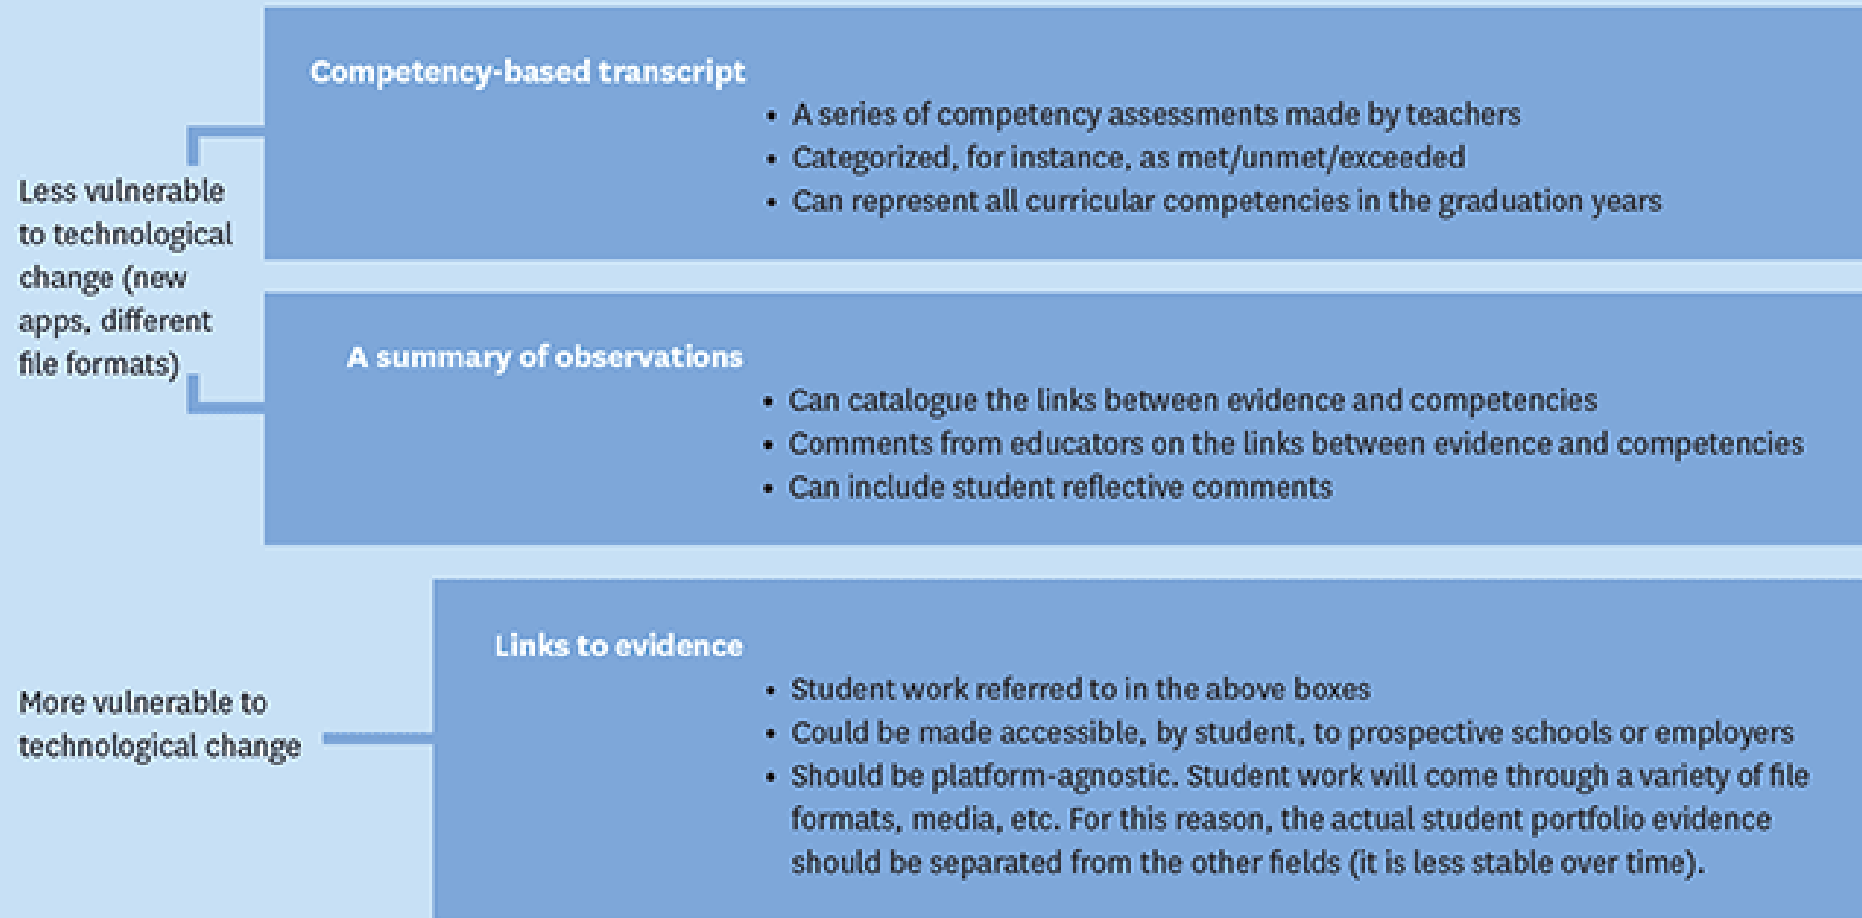 Competency-based transcript
• A series of competency assessments made by teachers
• Categorized, for instance, as met/unmet/exceeded
• Can represent all curricular competencies in the graduation years
Less vulnerable
to technological
change (new
apps, different
file formats)
A summary of observations
• Can catalogue the links between evidence and competencies
• Comments from educators on the links between evidence and competencies
• Can include student reflective comments
More vulnerable to
technological change
Links to evidence
• Student work referred to in the above boxes
• Could be made accessible, by student, to prospective schools or employers
• Should be platform-agnostic. Student work will come through a variety of file
formats, media, etc. For this reason, the actual student portfolio evidence
should be separated from the other fields (it is less stable over time).